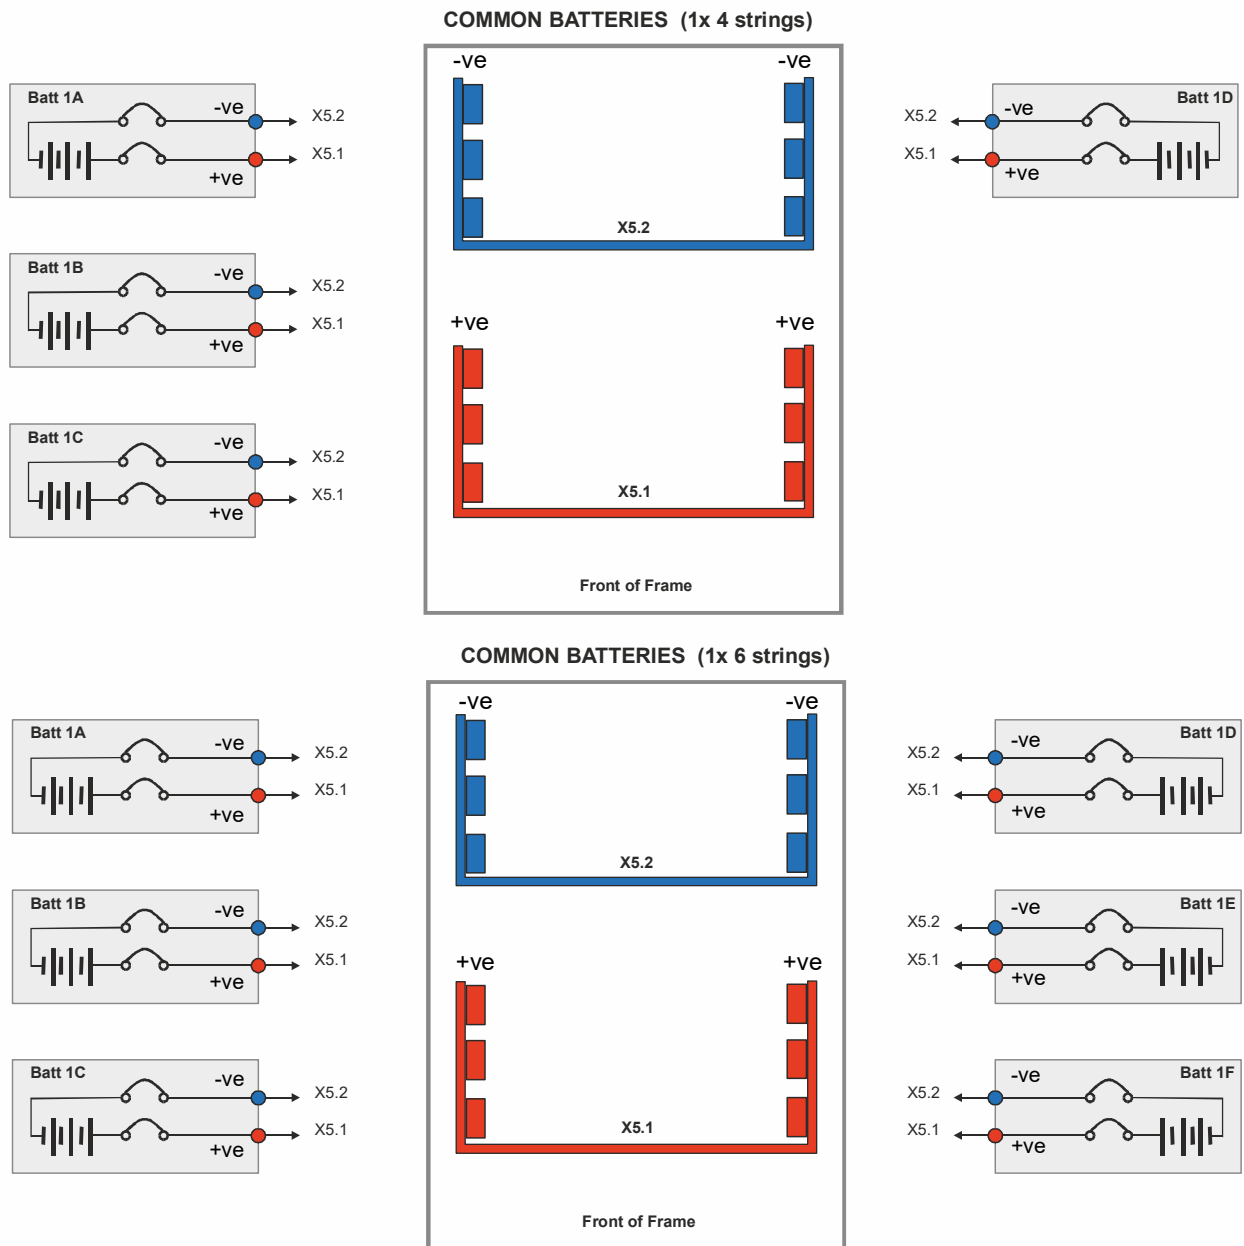 COMMON BATTERIES (1x 4 strings)
-ve -ve
Batt 1A
-ve X5.2
X5.1
+ve
Batt 1D
X5.2 -ve
X5.1
+ve
X5.2
Batt 1B
-ve X5.2
X5.1
+ve
+ve +ve
Batt 1C
-ve X5.2
X5.1
+ve
X5.1
Front of Frame
COMMON BATTERIES (1x 6 strings)
-ve -ve
Batt 1A
-ve X5.2
X5.1
+ve
Batt 1D
X5.2 -ve
X5.1
+ve
X5.2
Batt 1B
-ve X5.2
X5.1
+ve
Batt 1E
X5.2 -ve
X5.1
+ve
+ve +ve
Batt 1C
-ve X5.2
X5.1
+ve
Batt 1F
X5.2 -ve
X5.1
+ve
X5.1
Front of Frame